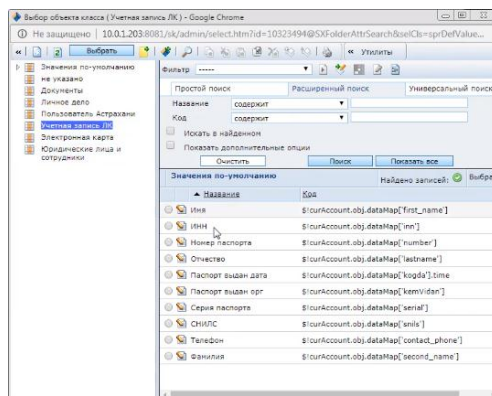 Выбор объекта класса ( Учетная запись ЛК ) - Google Chrome
Не защищено | 10.0.1.203:8081/sk/admin/select.htm?id=10323494@SXFolderAttrSearch&selCls=sprDefValue...
Выбрать
« Утилиты
Значения по-умолчанию
не указано
Документы
Личное дело
Пользователь Астрахани
Учетная запись ЛК
Электронная карта
Юридические лица и сотрудники
Фильтр -----
Простой поиск Расширенный поиск Универсальный поиск
Название содержит
Код содержит
Искать в найденном
Показать дополнительные опции
Очистить Поиск Показать все
Значения по-умолчанию Найдено записей: Выбра
Название Код
Имя $!curAccount.obj.dataMap['first_name']
ИНН $!curAccount.obj.dataMap['inn']
Номер паспорта $!curAccount.obj.dataMap['number']
Отчество $!curAccount.obj.dataMap['lastname']
Паспорт выдан дата $!curAccount.obj.dataMap['kogda'].time
Паспорт выдан орг $!curAccount.obj.dataMap['kemVidan']
Серия паспорта $!curAccount.obj.dataMap['serial']
СНИЛС $!curAccount.obj.dataMap['snils']
Телефон $!curAccount.obj.dataMap['contact_phone']
Фамилия $!curAccount.obj.dataMap['second_name']